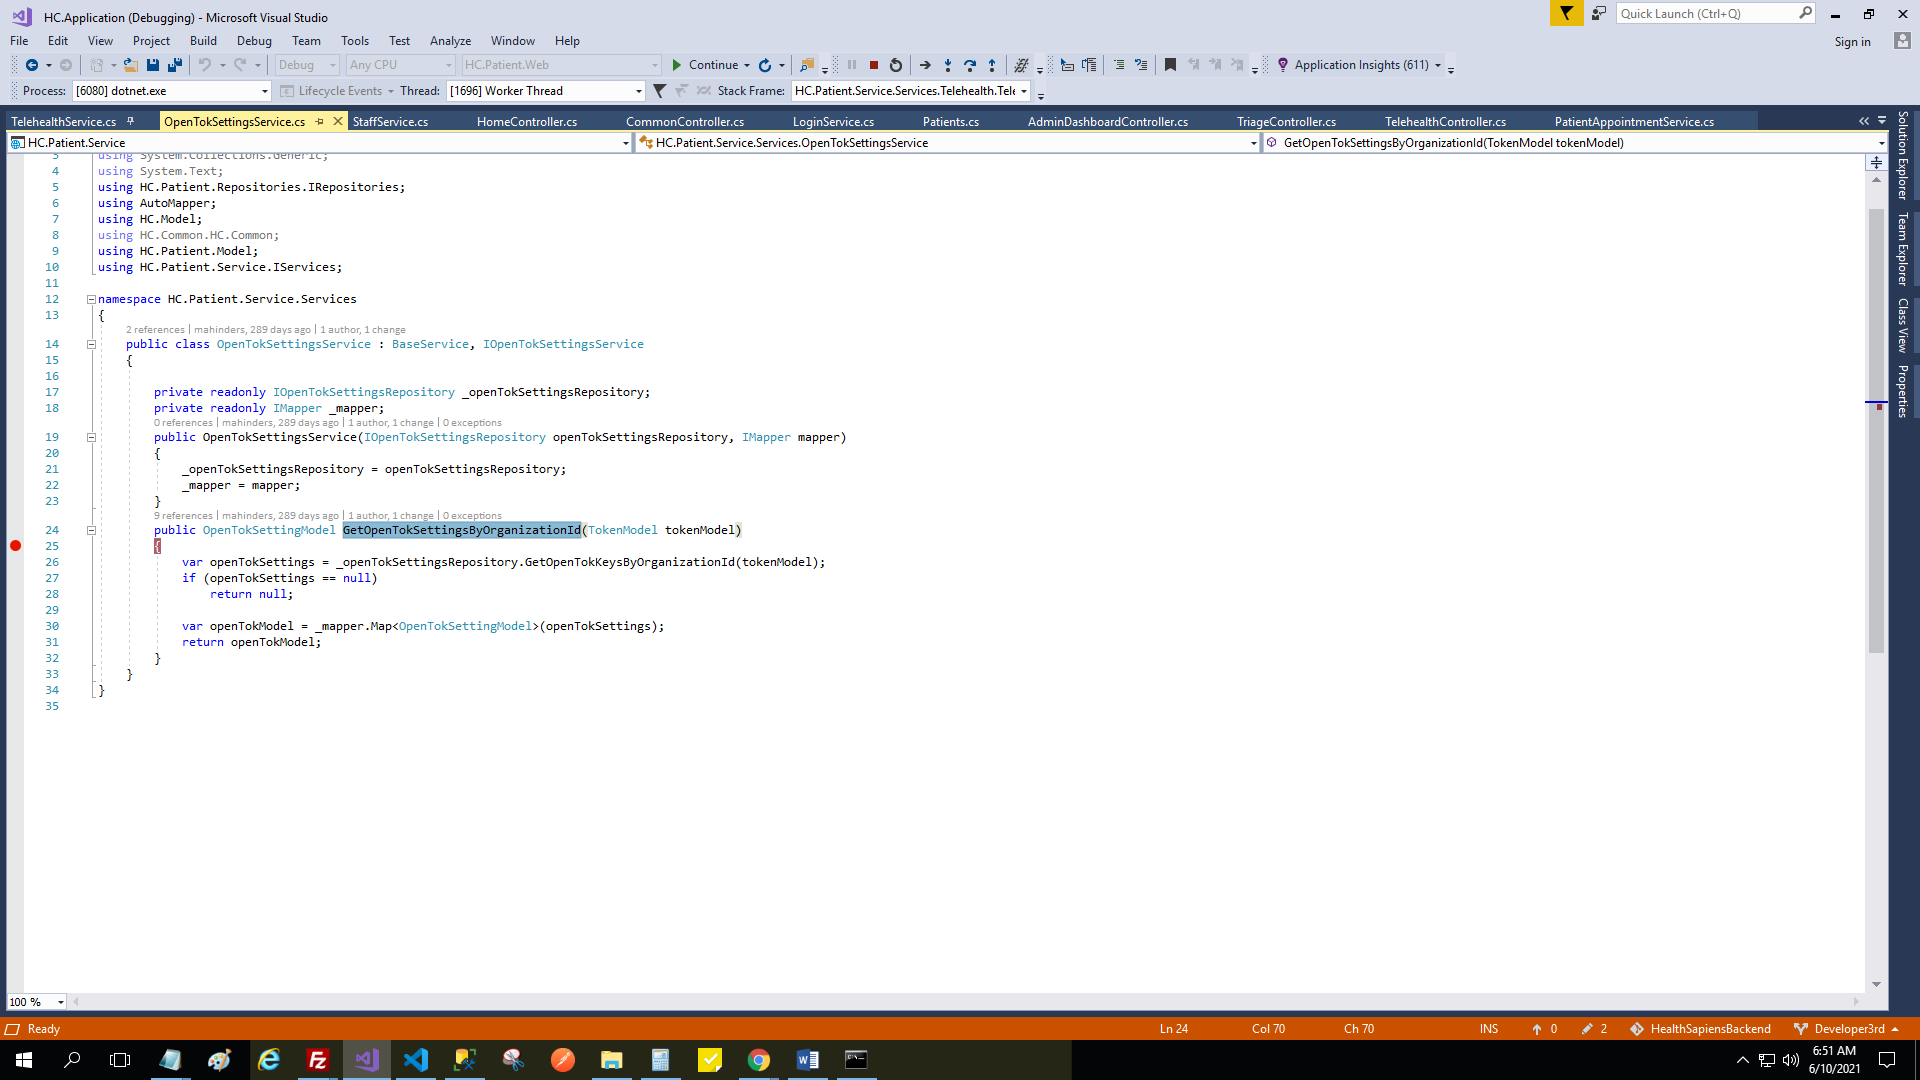 HC.Application (Debugging) - Microsoft Visual Studio
Quick Launch (Ctrl+Q)
File Edit View Project Build Debug Team Tools Test Analyze Window Help
Sign in
Debug Any CPU HC.Patient.Web Continue Application Insights (611)
Process: [6080] dotnet.exe Lifecycle Events Thread: [1696] Worker Thread Stack Frame: HC.Patient.Service.Services.Telehealth.Tele
TelehealthService.cs OpenTokSettingsService.cs StaffService.cs HomeController.cs CommonController.cs LoginService.cs Patients.cs AdminDashboardController.cs TriageController.cs TelehealthController.cs PatientAppointmentService.cs
HC.Patient.Service HC.Patient.Service.Services.OpenTokSettingsService GetOpenTokSettingsByOrganizationId(TokenModel tokenModel)
3 using System.Collections.Generic;
4 using System.Text;
5 using HC.Patient.Repositories.IRepositories;
6 using AutoMapper;
7 using HC.Model;
8 using HC.Common.HC.Common;
9 using HC.Patient.Model;
10 using HC.Patient.Service.IServices;
11
12 namespace HC.Patient.Service.Services
13 {
2 references | mahinders, 289 days ago | 1 author, 1 change
14 public class OpenTokSettingsService : BaseService, IOpenTokSettingsService
15 {
16
17 private readonly IOpenTokSettingsRepository _openTokSettingsRepository;
18 private readonly IMapper _mapper;
0 references | mahinders, 289 days ago | 1 author, 1 change | 0 exceptions
19 public OpenTokSettingsService(IOpenTokSettingsRepository openTokSettingsRepository, IMapper mapper)
20 {
21 _openTokSettingsRepository = openTokSettingsRepository;
22 _mapper = mapper;
23 }
9 references | mahinders, 289 days ago | 1 author, 1 change | 0 exceptions
24 public OpenTokSettingModel GetOpenTokSettingsByOrganizationId(TokenModel tokenModel)
25 {
26 var openTokSettings = _openTokSettingsRepository.GetOpenTokKeysByOrganizationId(tokenModel);
27 if (openTokSettings == null)
28 return null;
29
30 var openTokModel = _mapper.Map<OpenTokSettingModel>(openTokSettings);
31 return openTokModel;
32 }
33 }
34 }
35
Solution Explorer
Team Explorer
Class View
Properties
100 %
Ready Ln 24 Col 70 Ch 70 INS 0 2 HealthSapiensBackend Developer3rd
6:51 AM
6/10/2021